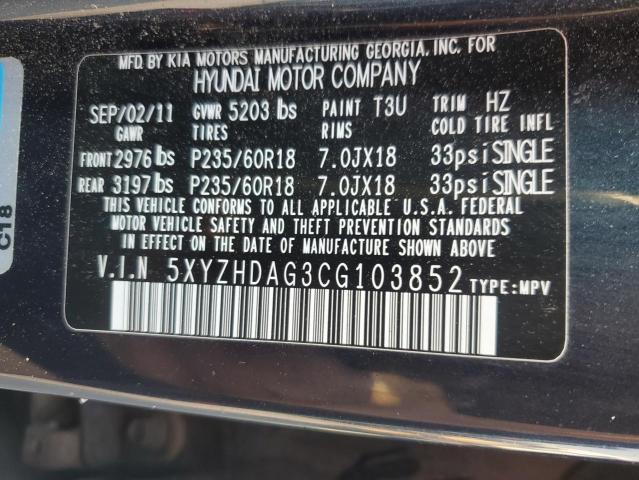 MFD.BY KIA MOTORS MANUFACTURING GEORGIA, INC. FOR
HYUNDAI MOTOR COMPANY
SEP/02/11 GVWR 5203 lbs PAINT T3U TRIM HZ
GAWR TIRES RIMS COLD TIRE INFL
FRONT 2976 lbs P235/60R18 7.0JX18 33psi SINGLE
REAR 3197 lbs P235/60R18 7.0JX18 33psi SINGLE
THIS VEHICLE CONFORMS TO ALL APPLICABLE U.S.A. FEDERAL
MOTOR VEHICLE SAFETY AND THEFT PREVENTION STANDARDS
IN EFFECT ON THE DATE OF MANUFACTURE SHOWN ABOVE.
V.I.N 5XYZHDAG3CG103852 TYPE:MPV
C18